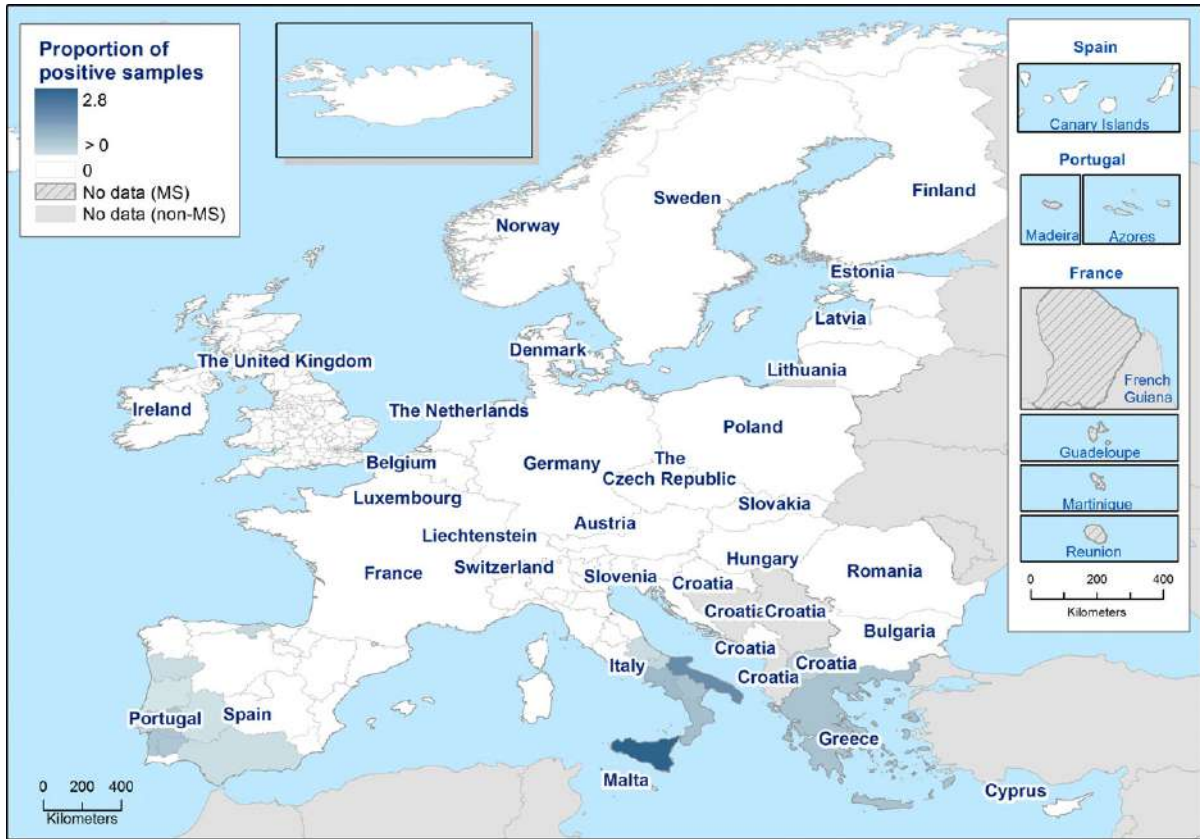 Proportion of
positive samples
2.8
> 0
0
No data (MS)
No data (non-MS)
Spain
Canary Islands
Portugal
Madeira
Azores
France
French
Guiana
Guadeloupe
Martinique
Reunion
0 200 400
Kilometers
Finland
Sweden
Norway
Estonia
Latvia
Denmark
The United Kingdom
Lithuania
Ireland
The Netherlands
Poland
Belgium
Germany
The
Czech Republic
Luxembourg
Slovakia
Austria
Liechtenstein
Hungary
Switzerland
France
Slovenia
Croatia
Romania
Croatia
Croatia
Bulgaria
Croatia
Italy
Croatia
Croatia
Portugal
Spain
Greece
Malta
Cyprus
0 200 400
Kilometers